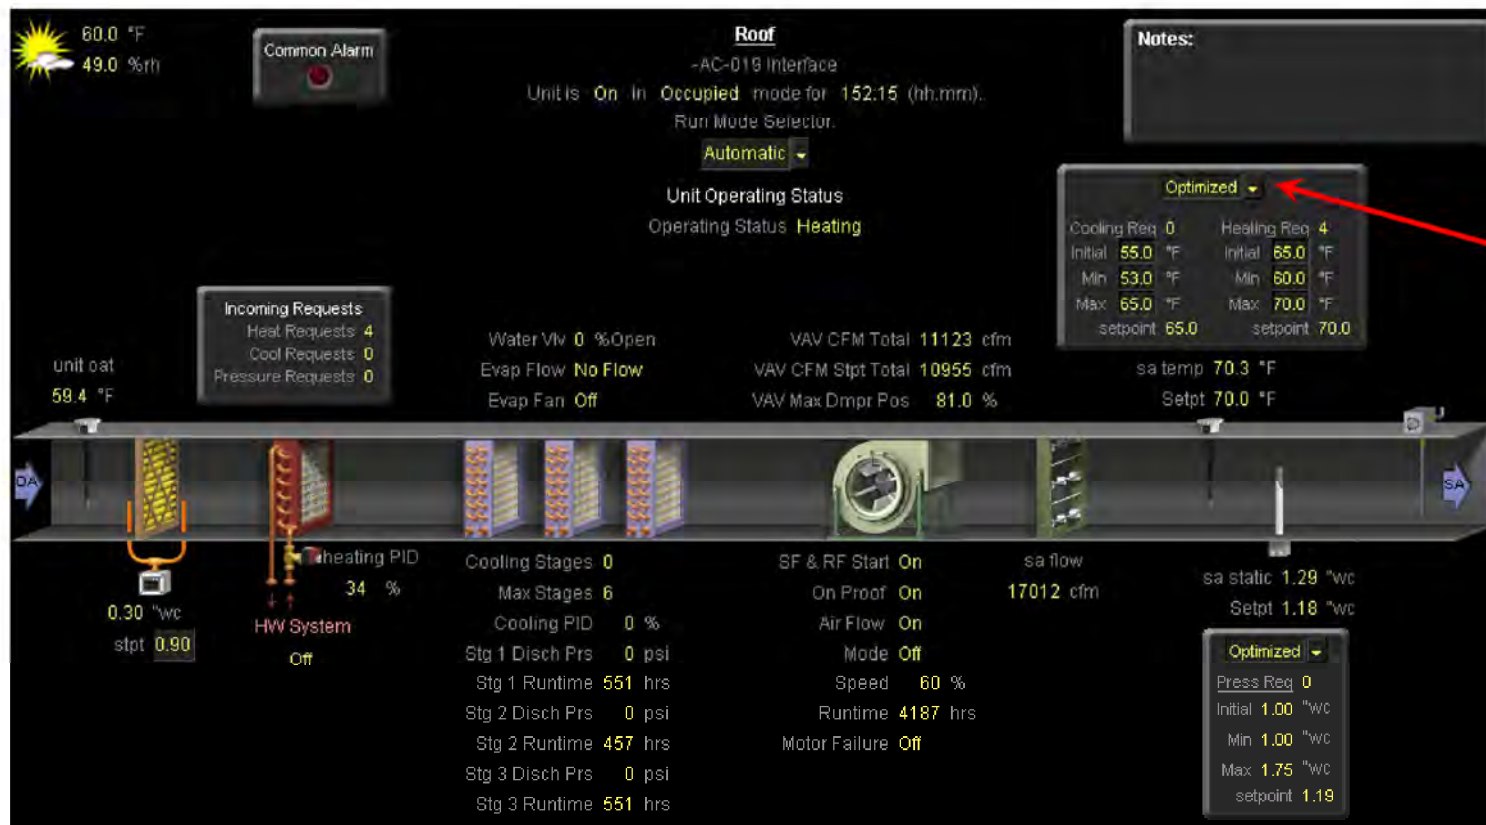 60.0 °F
49.0 %rh
Common Alarm
Roof
-AC-019 Interface
Unit is On in Occupied mode for 152:15 (hh:mm).
Run Mode Selector.
Automatic
Unit Operating Status
Operating Status Heating
Notes:
Optimized
Cooling Req 0 Heating Req 4
Initial 55.0 °F Initial 65.0 °F
Min 53.0 °F Min 60.0 °F
Max 65.0 °F Max 70.0 °F
setpoint 65.0 setpoint 70.0
Incoming Requests
Heat Requests 4
Cool Requests 0
Pressure Requests 0
unit oat
59.4 °F
Water Vlv 0 %Open
Evap Flow No Flow
Evap Fan Off
VAV CFM Total 11123 cfm
VAV CFM Stpt Total 10955 cfm
VAV Max Dmpr Pos 81.0 %
sa temp 70.3 °F
Setpt 70.0 °F
OA
SA
0.30 "wc
stpt 0.90
heating PID
34 %
HW System
Off
Cooling Stages 0
Max Stages 6
Cooling PID 0 %
Stg 1 Disch Prs 0 psi
Stg 1 Runtime 551 hrs
Stg 2 Disch Prs 0 psi
Stg 2 Runtime 457 hrs
Stg 3 Disch Prs 0 psi
Stg 3 Runtime 551 hrs
SF & RF Start On
On Proof On
Air Flow On
Mode Off
Speed 60 %
Runtime 4187 hrs
Motor Failure Off
sa flow
17012 cfm
sa static 1.29 "wc
Setpt 1.18 "wc
Optimized
Press Req 0
Initial 1.00 "wc
Min 1.00 "wc
Max 1.75 "wc
setpoint 1.19